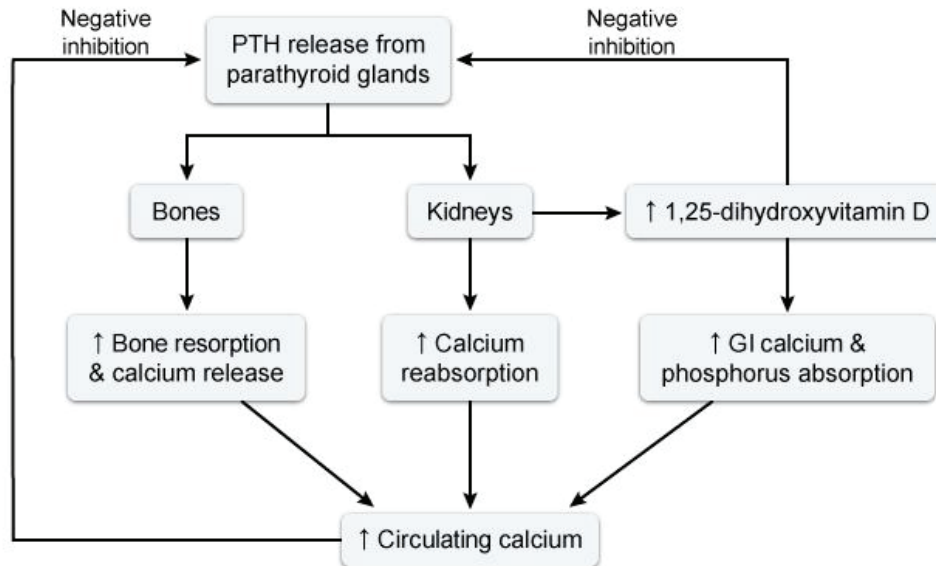 Negative
inhibition
PTH release from
parathyroid glands
Negative
inhibition
Bones
Kidneys
↑ 1,25-dihydroxyvitamin D
↑ Bone resorption
& calcium release
↑ Calcium
reabsorption
↑ GI calcium &
phosphorus absorption
↑ Circulating calcium